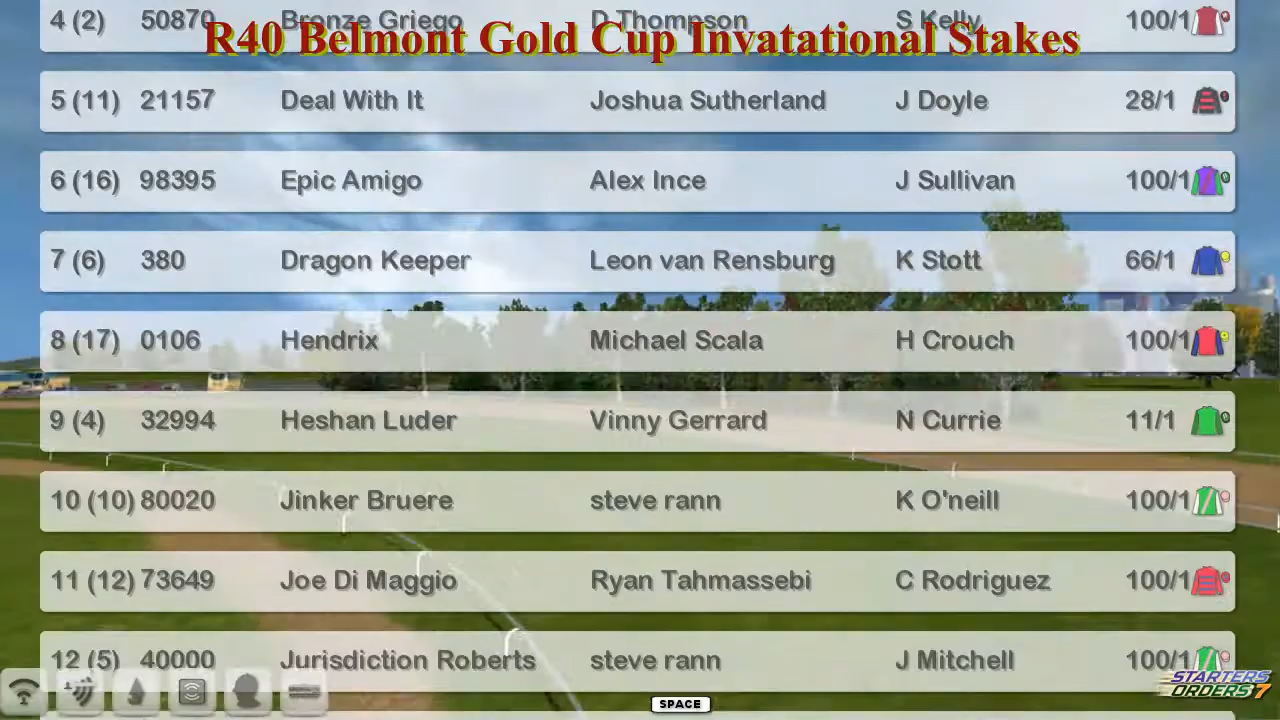 4 (2) 50870 Bronze Griego D Thompson S Kelly 100/1
R40 Belmont Gold Cup Invatational Stakes
5 (11) 21157 Deal With It Joshua Sutherland J Doyle 28/1
6 (16) 98395 Epic Amigo Alex Ince J Sullivan 100/1
7 (6) 380 Dragon Keeper Leon van Rensburg K Stott 66/1
8 (17) 0106 Hendrix Michael Scala H Crouch 100/1
9 (4) 32994 Heshan Luder Vinny Gerrard N Currie 11/1
10 (10) 80020 Jinker Bruere steve rann K O'neill 100/1
11 (12) 73649 Joe Di Maggio Ryan Tahmassebi C Rodriguez 100/1
12 (5) 40000 Jurisdiction Roberts steve rann J Mitchell 100/1
STARTERS ORDERS 7
SPACE